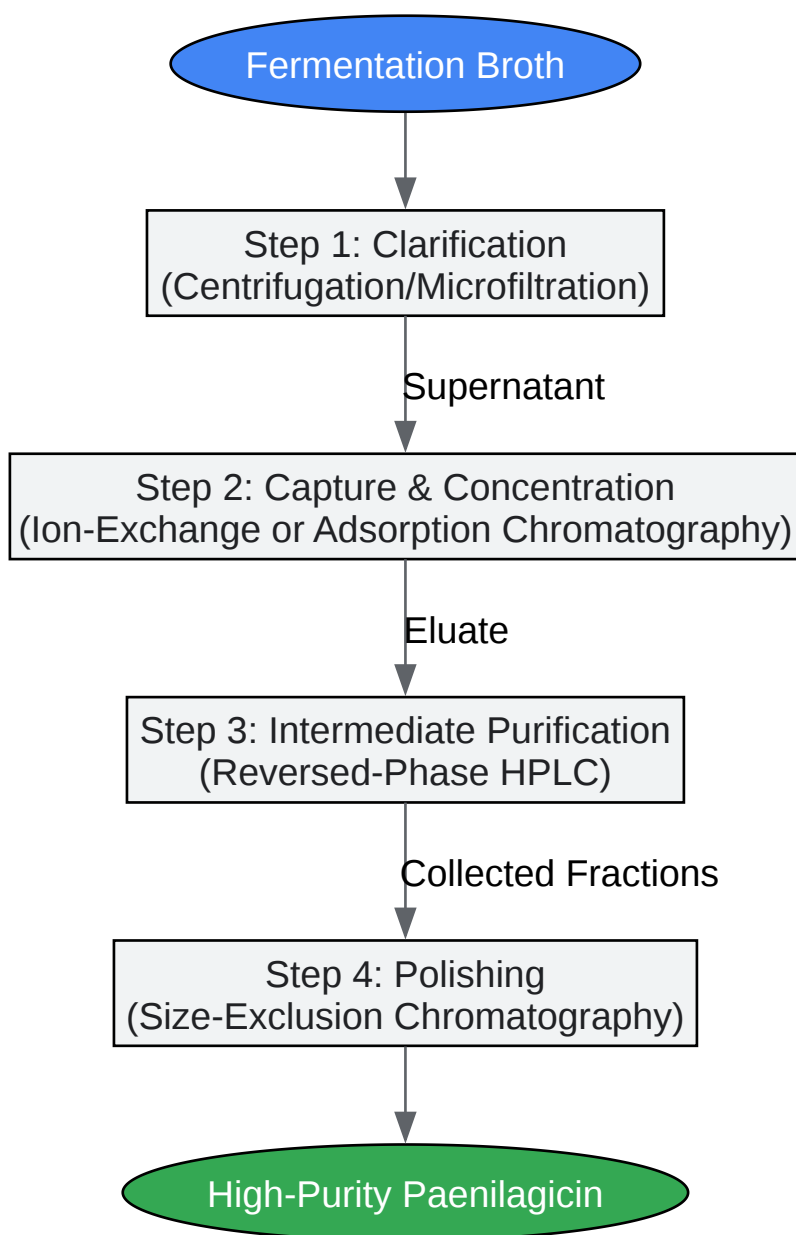 Fermentation Broth
Step 1: Clarification
(Centrifugation/Microfiltration)
Supernatant
Step 2: Capture & Concentration
(Ion-Exchange or Adsorption Chromatography)
Eluate
Step 3: Intermediate Purification
(Reversed-Phase HPLC)
Collected Fractions
Step 4: Polishing
(Size-Exclusion Chromatography)
High-Purity Paenilagicin